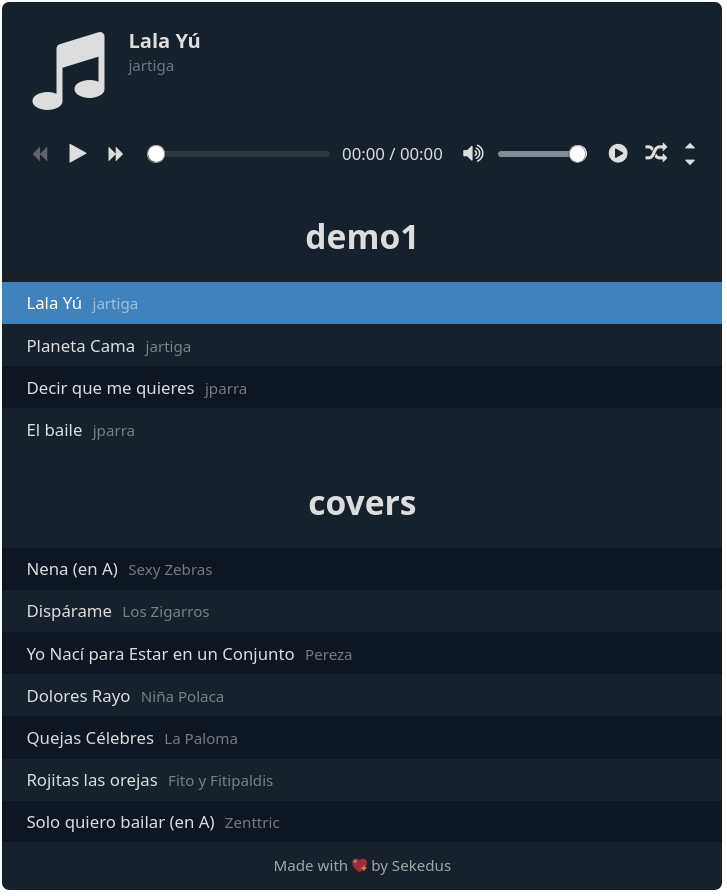 Lala Yú
jartiga
00:00 / 00:00
demo1
Lala Yú jartiga
Planeta Cama jartiga
Decir que me quieres jparra
El baile jparra
covers
Nena (en A) Sexy Zebras
Dispárame Los Zigarros
Yo Nací para Estar en un Conjunto Pereza
Dolores Rayo Niña Polaca
Quejas Célebres La Paloma
Rojitas las orejas Fito y Fitipaldis
Solo quiero bailar (en A) Zenttric
Made with 💖 by Sekedus